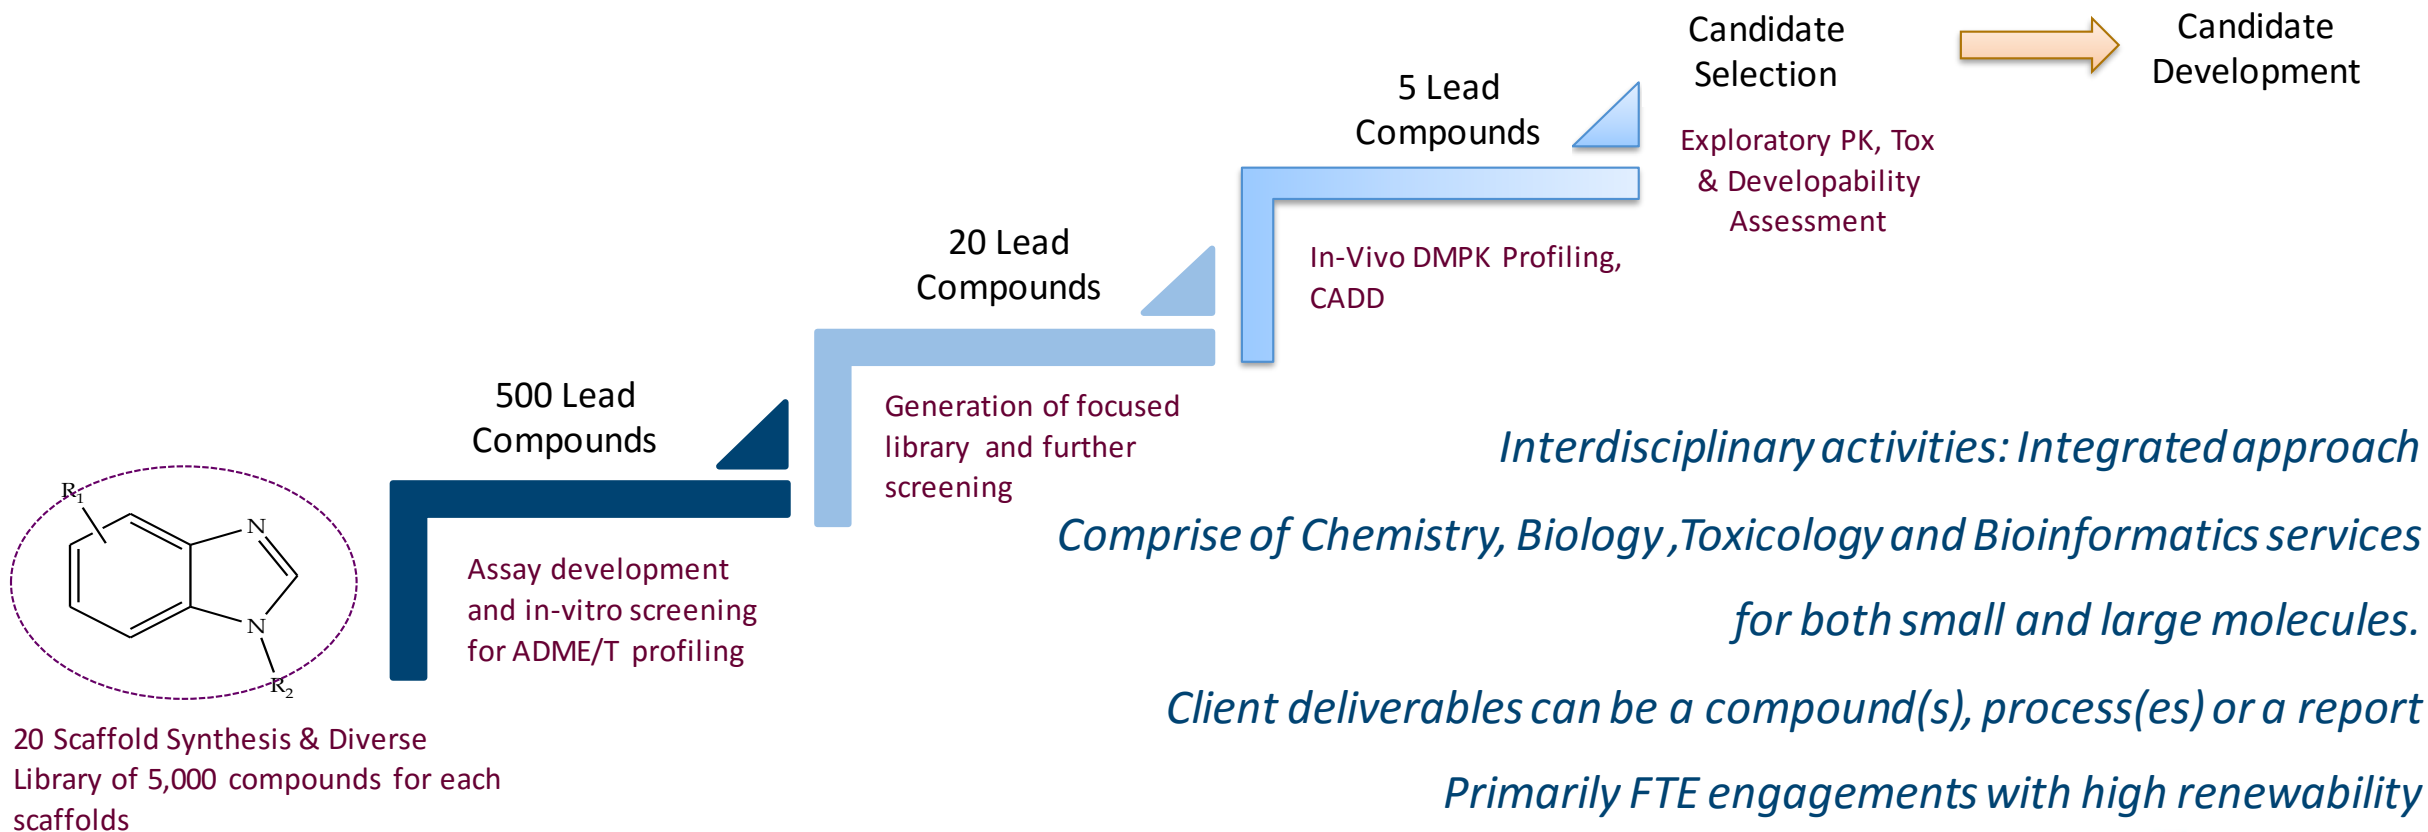 Candidate
Selection
Candidate
Development
5 Lead
Compounds
Exploratory PK, Tox
& Developability
Assessment
20 Lead
Compounds
In-Vivo DMPK Profiling,
CADD
500 Lead
Compounds
Generation of focused
library and further
screening
Assay development
and in-vitro screening
for ADME/T profiling
R1
N
N
R2
20 Scaffold Synthesis & Diverse
Library of 5,000 compounds for each
scaffolds
Interdisciplinary activities: Integrated approach
Comprise of Chemistry, Biology ,Toxicology and Bioinformatics services
for both small and large molecules.
Client deliverables can be a compound(s), process(es) or a report
Primarily FTE engagements with high renewability